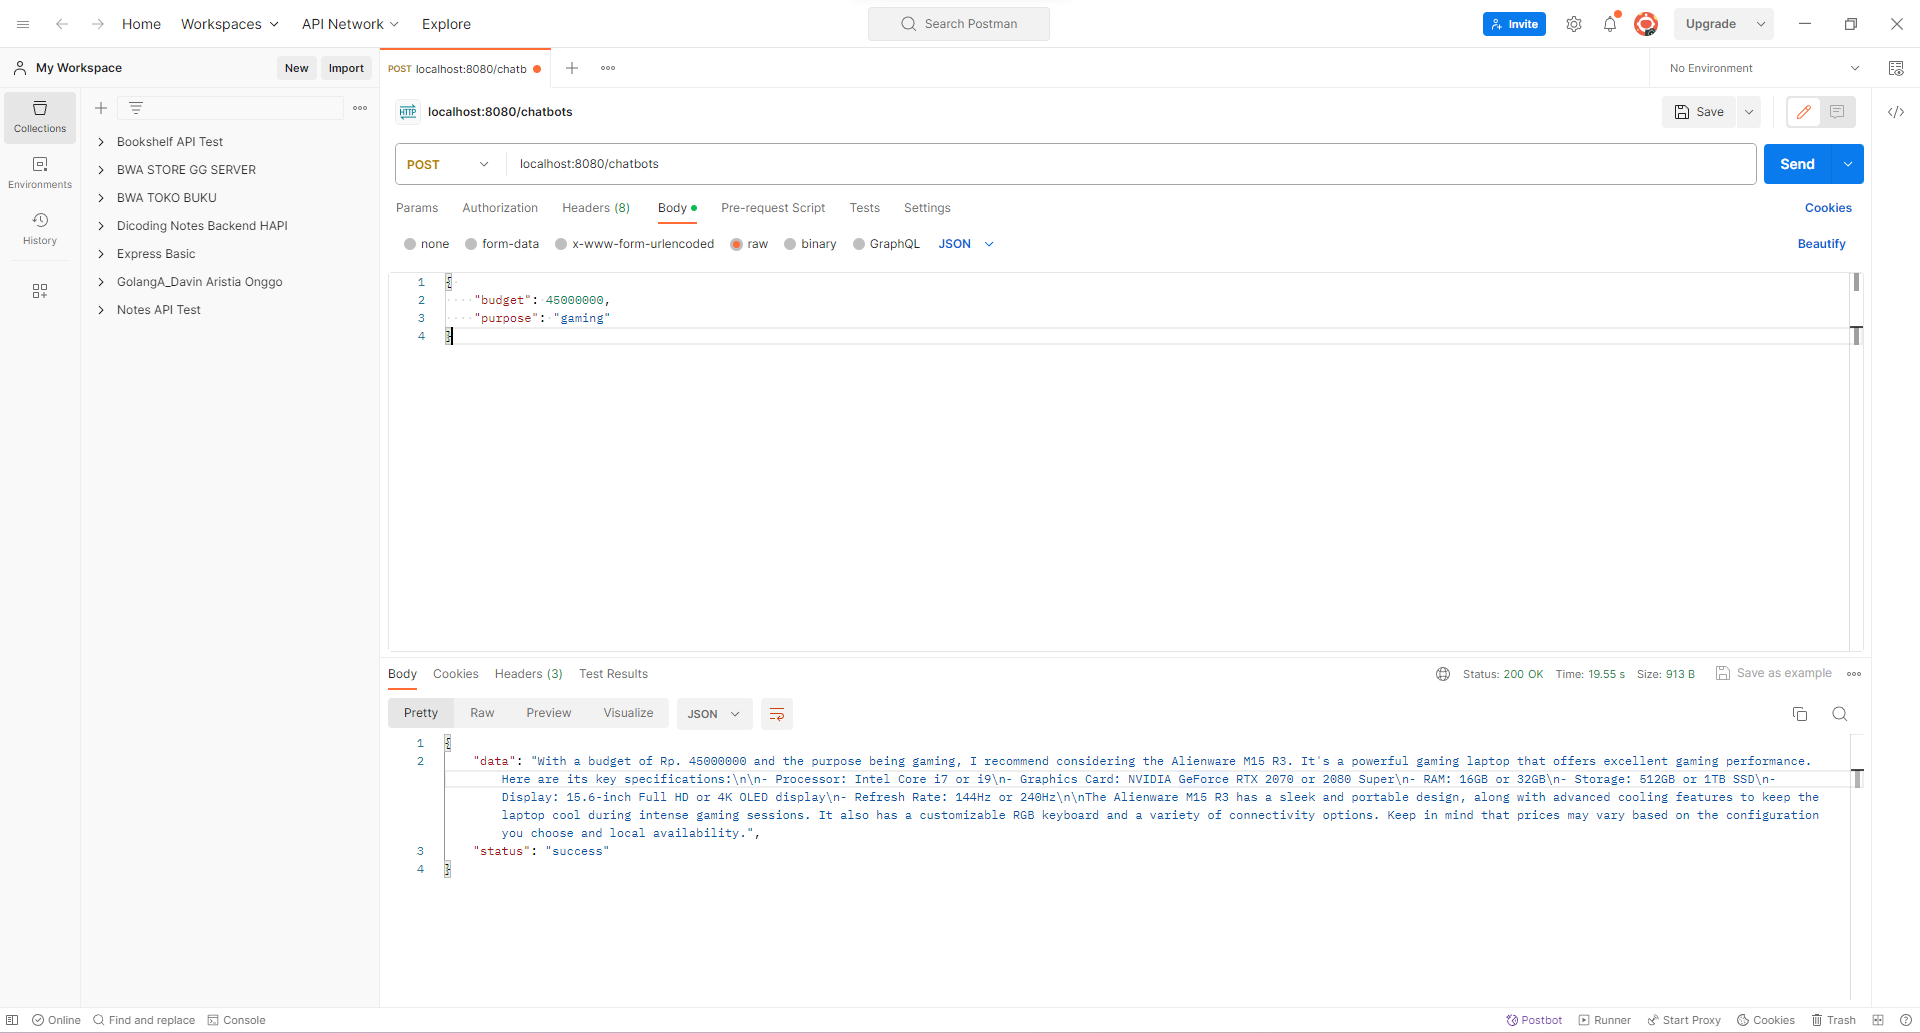 Home
Workspaces
API Network
Explore
Search Postman
Invite
Upgrade
My Workspace
New
Import
POST localhost:8080/chatb
No Environment
Collections
Environments
History
Bookshelf API Test
BWA STORE GG SERVER
BWA TOKO BUKU
Dicoding Notes Backend HAPI
Express Basic
GolangA_Davin Aristia Onggo
Notes API Test
HTTP localhost:8080/chatbots
Save
POST
localhost:8080/chatbots
Send
Params
Authorization
Headers (8)
Body
Pre-request Script
Tests
Settings
Cookies
none
form-data
x-www-form-urlencoded
raw
binary
GraphQL
JSON
Beautify
1 {
2 "budget": 45000000,
3 "purpose": "gaming"
4 }
Body
Cookies
Headers (3)
Test Results
Status: 200 OK
Time: 19.55 s
Size: 913 B
Save as example
Pretty
Raw
Preview
Visualize
JSON
1 {
2 "data": "With a budget of Rp. 45000000 and the purpose being gaming, I recommend considering the Alienware M15 R3. It's a powerful gaming laptop that offers excellent gaming performance.
Here are its key specifications:\n\n- Processor: Intel Core i7 or i9\n- Graphics Card: NVIDIA GeForce RTX 2070 or 2080 Super\n- RAM: 16GB or 32GB\n- Storage: 512GB or 1TB SSD\n-
Display: 15.6-inch Full HD or 4K OLED display\n- Refresh Rate: 144Hz or 240Hz\n\nThe Alienware M15 R3 has a sleek and portable design, along with advanced cooling features to keep the
laptop cool during intense gaming sessions. It also has a customizable RGB keyboard and a variety of connectivity options. Keep in mind that prices may vary based on the configuration
you choose and local availability.",
3 "status": "success"
4 }
Online
Find and replace
Console
Postbot
Runner
Start Proxy
Cookies
Trash